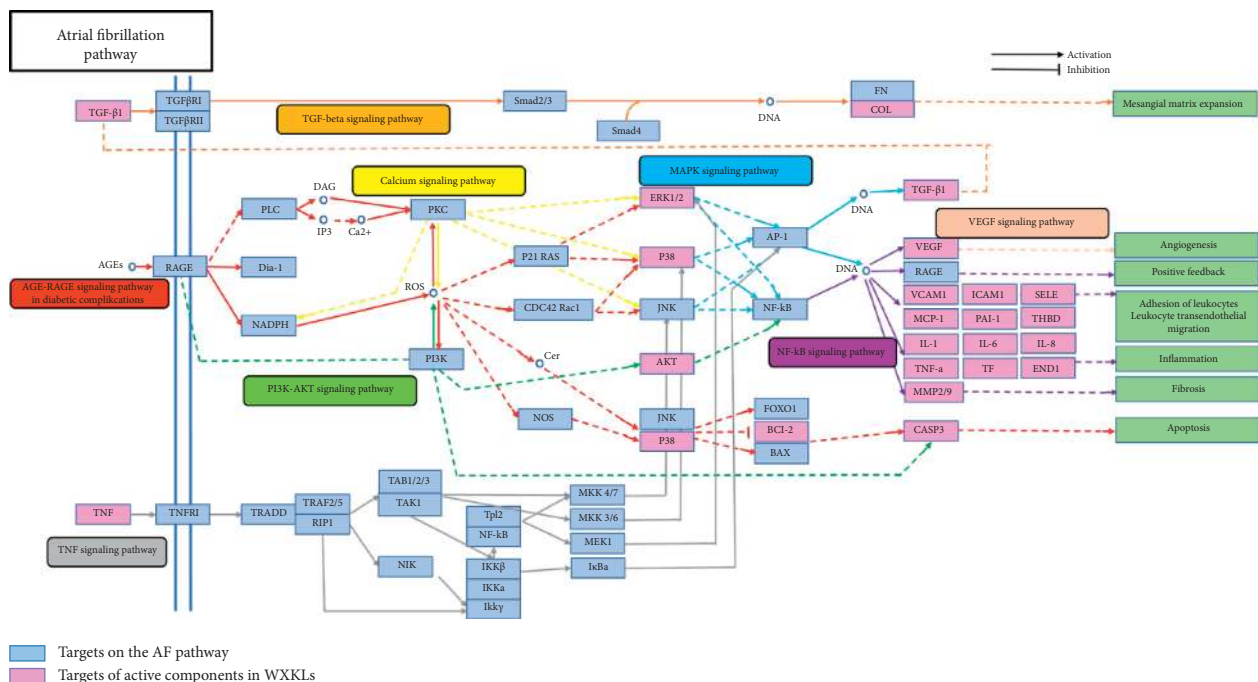 Atrial fibrillation
pathway
Activation
Inhibition
TGF-β1
TGFβRI
TGFβRII
TGF-beta signaling pathway
Smad2/3
Smad4
DNA
FN
COL
Mesangial matrix expansion
Calcium signaling pathway
MAPK signaling pathway
DAG
PLC
IP3
Ca2+
PKC
ERK1/2
DNA
TGF-β1
VEGF signaling pathway
AP-1
AGEs
RAGE
Dia-1
P21 RAS
P38
DNA
VEGF
Angiogenesis
RAGE
Positive feedback
AGE-RAGE signaling pathway
in diabetic complikcations
ROS
NADPH
CDC42 Rac1
JNK
NF-kB
VCAM1
ICAM1
SELE
MCP-1
PAI-1
THBD
Adhesion of leukocytes
Leukocyte transendothelial
migration
PI3K
Cer
AKT
NF-kB signaling pathway
IL-1
IL-6
IL-8
TNF-a
TF
END1
Inflammation
PI3K-AKT signaling pathway
MMP2/9
Fibrosis
NOS
JNK
P38
FOXO1
BCI-2
BAX
CASP3
Apoptosis
TNF
TNFRI
TRADD
TRAF2/5
RIP1
TAB1/2/3
TAK1
Tpl2
NF-kB
MKK 4/7
MKK 3/6
MEK1
TNF signaling pathway
NIK
IKKβ
IKKa
Ikkγ
IκBa
Targets on the AF pathway
Targets of active components in WXKLs